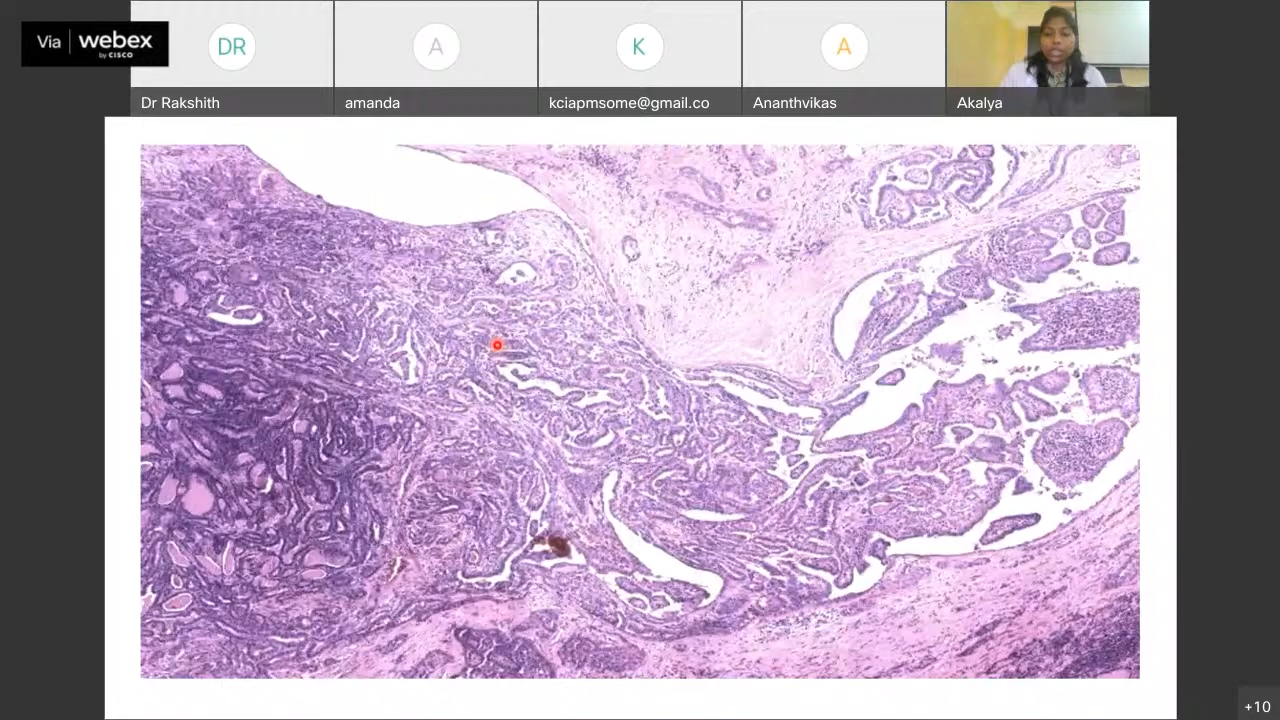 Via webex
by CISCO
DR
A
K
A
Dr Rakshith
amanda
kciapmsome@gmail.co
Ananthvikas
Akalya
+10